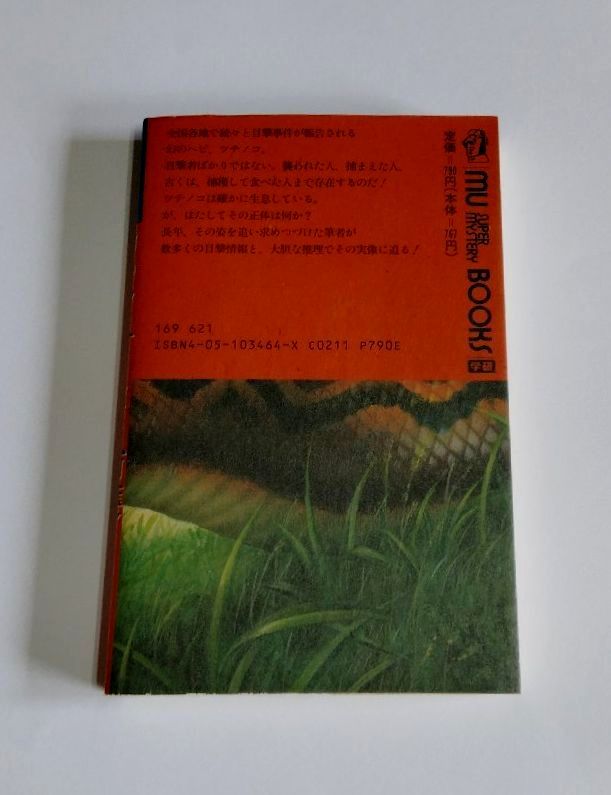 全国各地で続々と目撃事件が報告される
幻のヘビ、ツチノコ。
目撃者ばかりではない。襲われた人、捕まえた人、
古くは、捕獲して食べた人まで存在するのだ!
ツチノコは確かに生息している。
が、はたしてその正体は何か?
長年、その姿を追い求めつづけた筆者が
数多くの目撃情報と、大胆な推理でその実像に迫る!
169 621
ISBN4-05-103464-X C0211 P790E
定価=790円(本体=767円)
MU SUPER MYSTERY BOOKS
学研